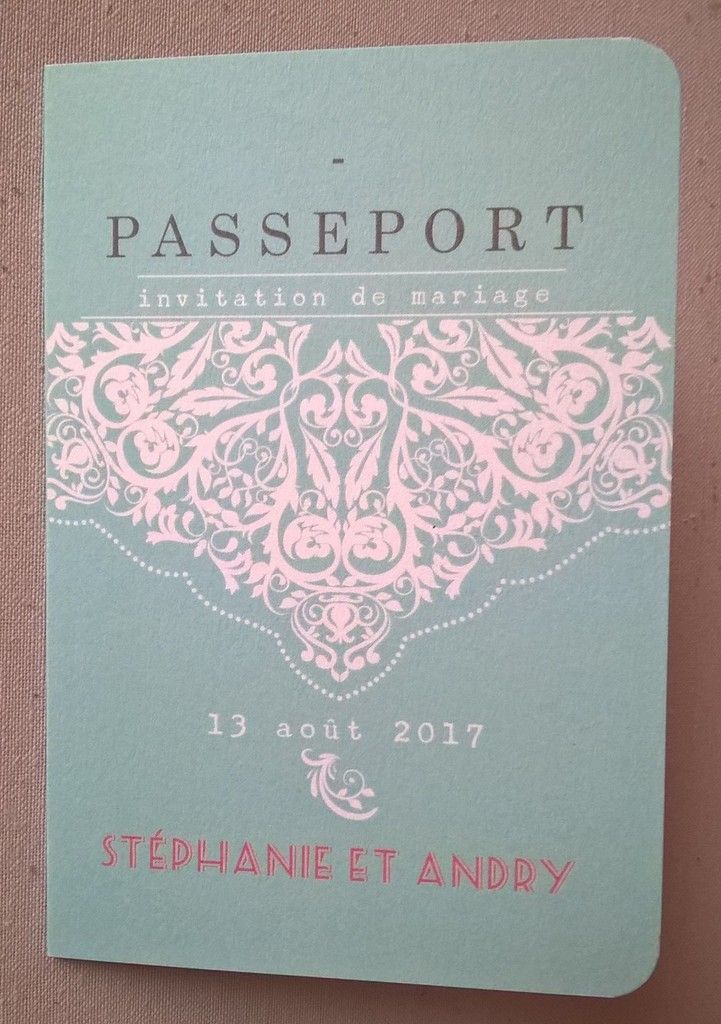 -
PASSEPORT
invitation de mariage
13 août 2017
STÉPHANIE ET ANDRY